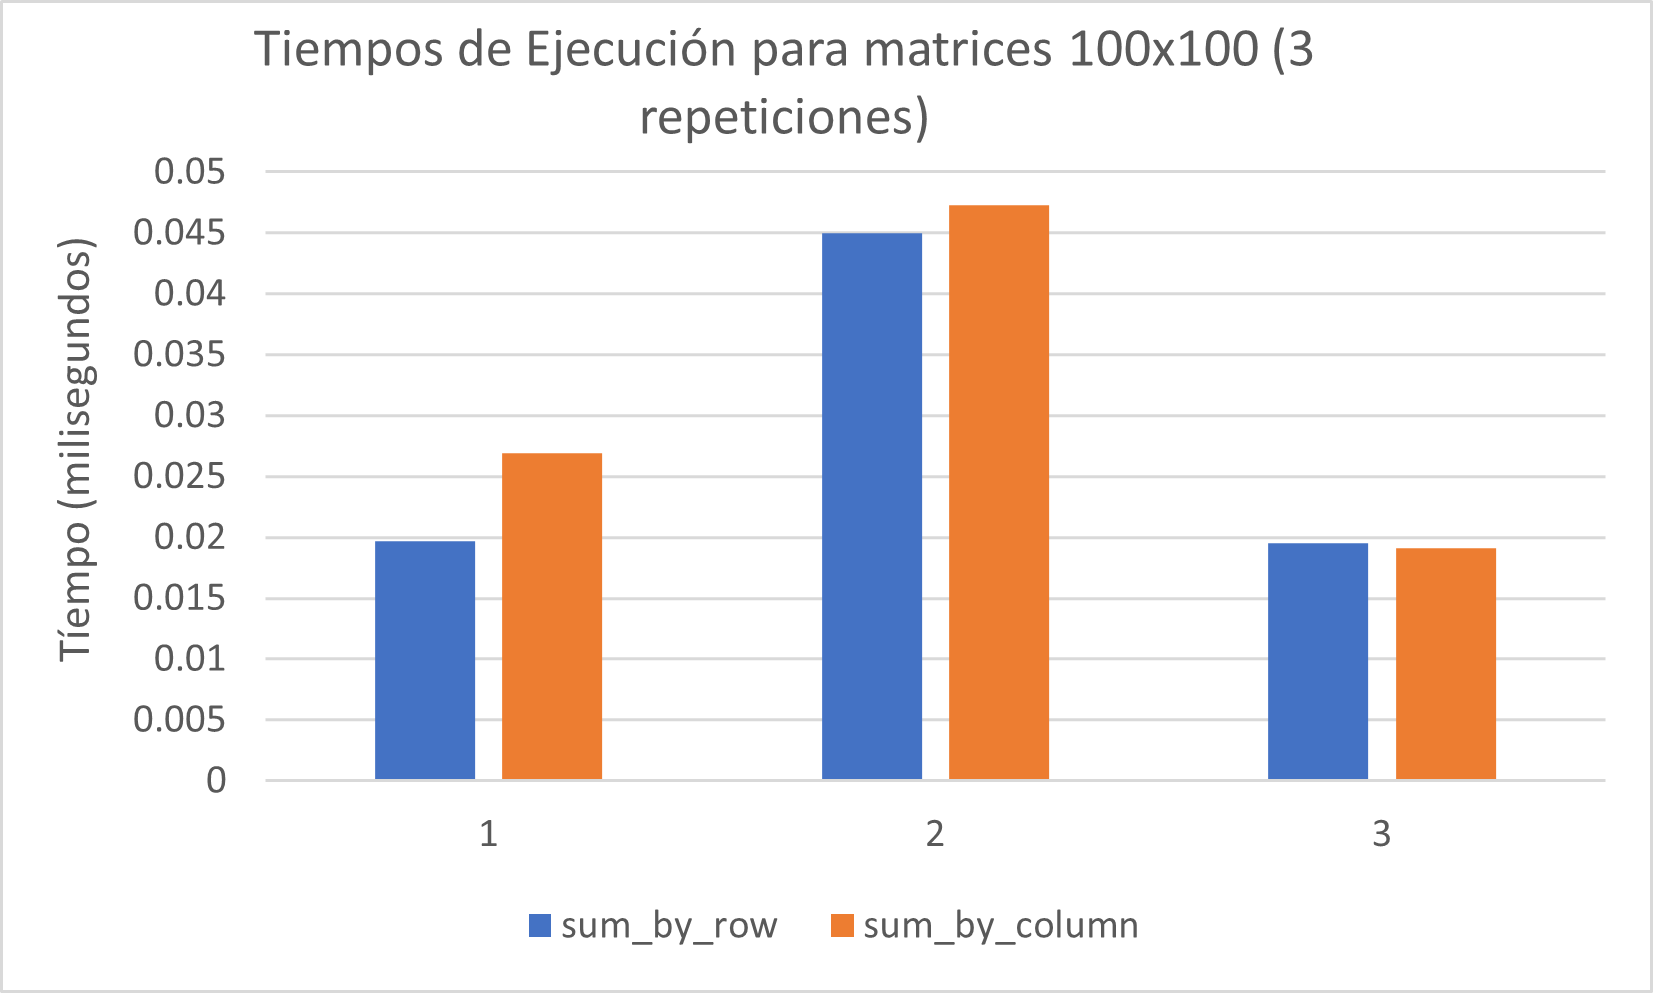 Tiempos de Ejecución para matrices 100x100 (3
repeticiones)
Tíempo (milisegundos)
0.05
0.045
0.04
0.035
0.03
0.025
0.02
0.015
0.01
0.005
0
1 2 3
sum_by_row sum_by_column